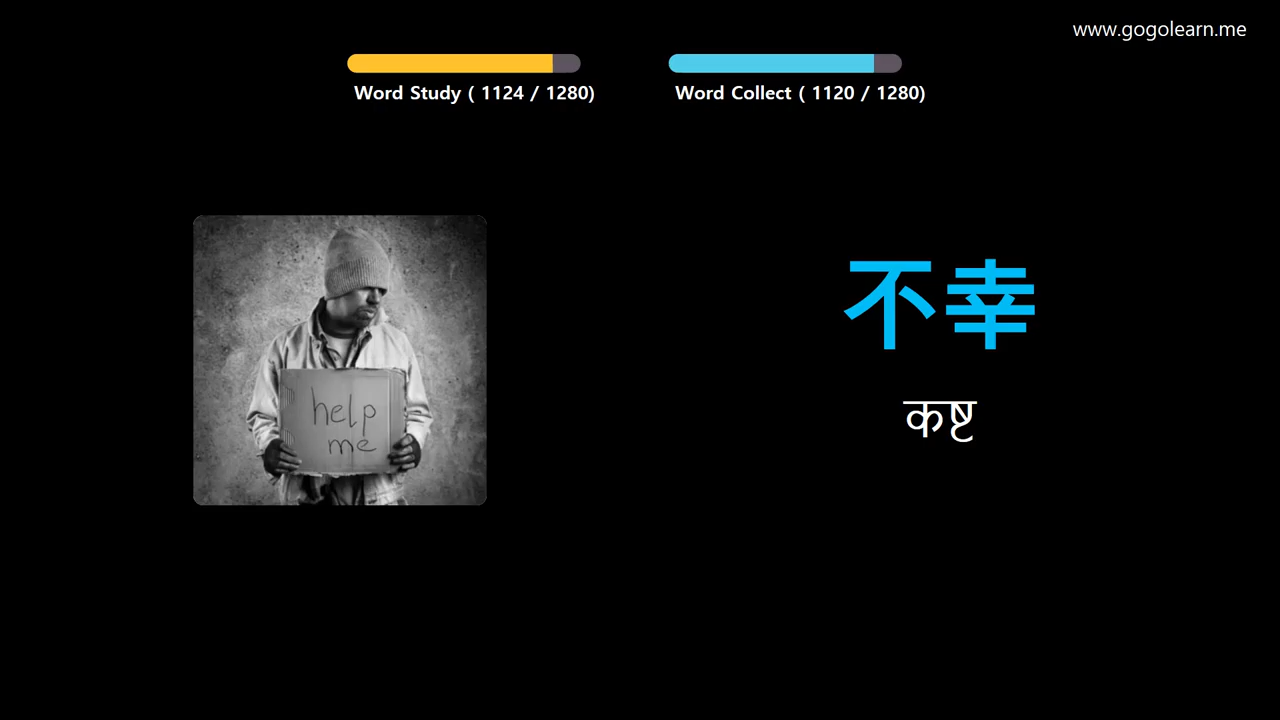 www.gogolearn.me
Word Study ( 1124 / 1280)
Word Collect ( 1120 / 1280)
help
me
不幸
कष्ट